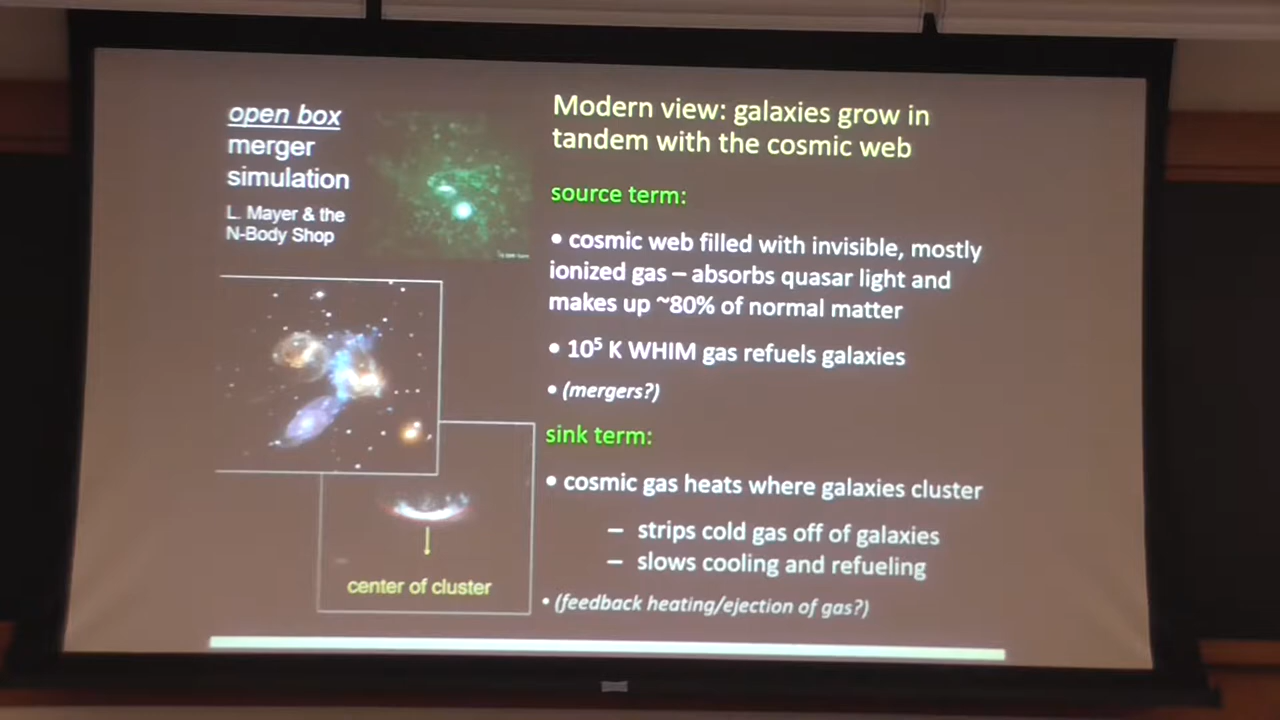 open box
merger
simulation
L. Mayer & the
N-Body Shop
center of cluster
Modern view: galaxies grow in
tandem with the cosmic web
source term:
• cosmic web filled with invisible, mostly
ionized gas – absorbs quasar light and
makes up ~80% of normal matter
• 10⁵ K WHIM gas refuels galaxies
• (mergers?)
sink term:
• cosmic gas heats where galaxies cluster
– strips cold gas off of galaxies
– slows cooling and refueling
• (feedback heating/ejection of gas?)